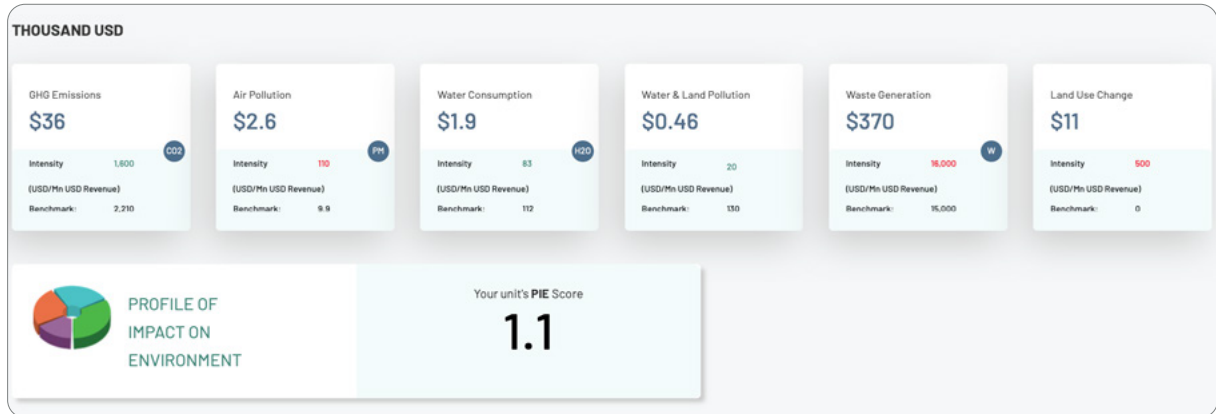 THOUSAND USD
GHG Emissions
$36
CO2
Intensity 1,600
(USD/Mn USD Revenue)
Benchmark: 2,210
Air Pollution
$2.6
PM
Intensity 110
(USD/Mn USD Revenue)
Benchmark: 9.9
Water Consumption
$1.9
H2O
Intensity 83
(USD/Mn USD Revenue)
Benchmark: 112
Water & Land Pollution
$0.46
Intensity 20
(USD/Mn USD Revenue)
Benchmark: 130
Waste Generation
$370
W
Intensity 16,000
(USD/Mn USD Revenue)
Benchmark: 15,000
Land Use Change
$11
Intensity 500
(USD/Mn USD Revenue)
Benchmark: 0
PROFILE OF
IMPACT ON
ENVIRONMENT
Your unit's PIE Score
1.1